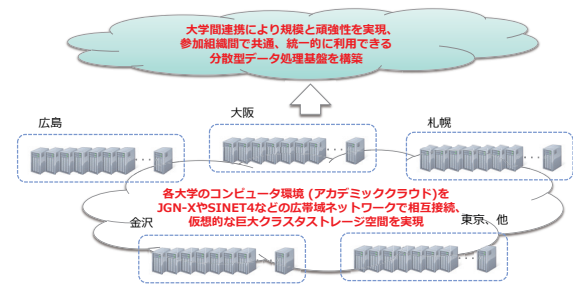 大学間連携により規模と頑強性を実現、
参加組織間で共通、統一的に利用できる
分散型データ処理基盤を構築
広島
大阪
札幌
各大学のコンピュータ環境 (アカデミッククラウド)を
JGN-XやSINET4などの広帯域ネットワークで相互接続、
仮想的な巨大クラスタストレージ空間を実現
金沢
東京、他